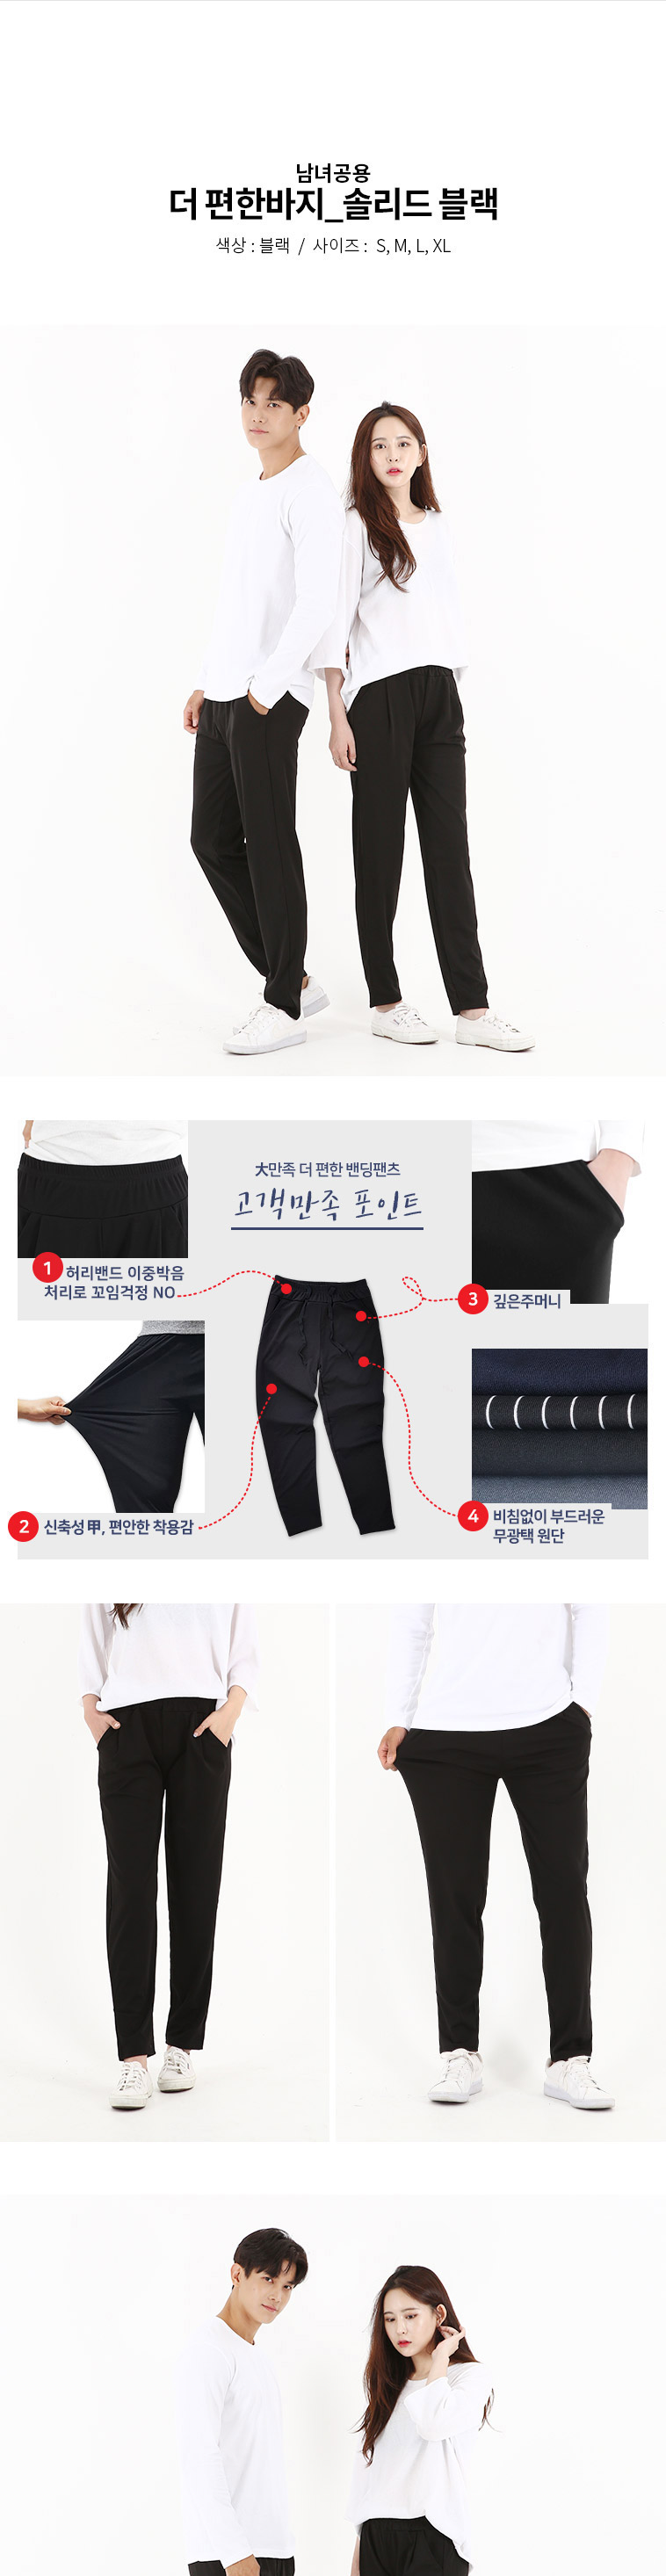 남녀공용
더 편한바지_솔리드 블랙
색상 : 블랙 / 사이즈 : S, M, L, XL
大만족 더 편한 밴딩팬츠
고객만족 포인트
1 허리밴드 이중박음
처리로 꼬임걱정 NO
3 깊은주머니
2 신축성 甲, 편안한 착용감
4 비침없이 부드러운
무광택 원단